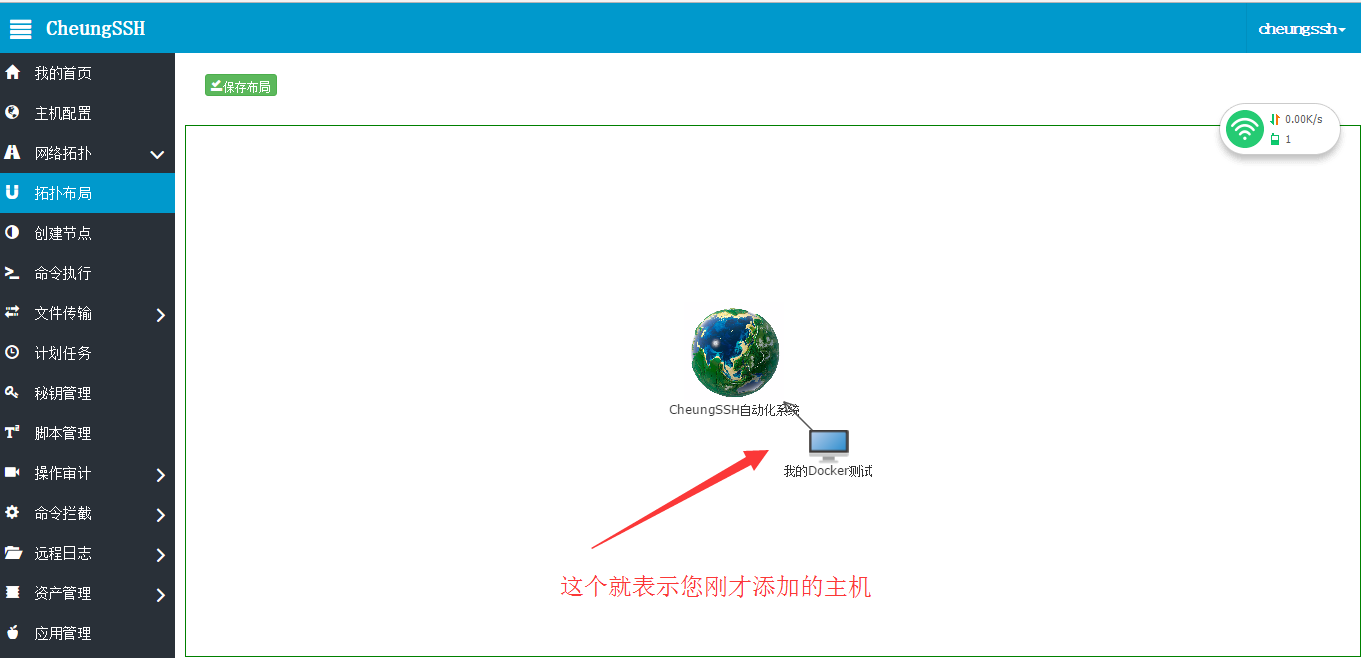 CheungSSH
cheungssh
我的首页
主机配置
网络拓扑
拓扑布局
创建节点
命令执行
文件传输
计划任务
秘钥管理
脚本管理
操作审计
命令拦截
远程日志
资产管理
应用管理
保存布局
0.00K/s
1
CheungSSH自动化系统
我的Docker测试
这个就表示您刚才添加的主机